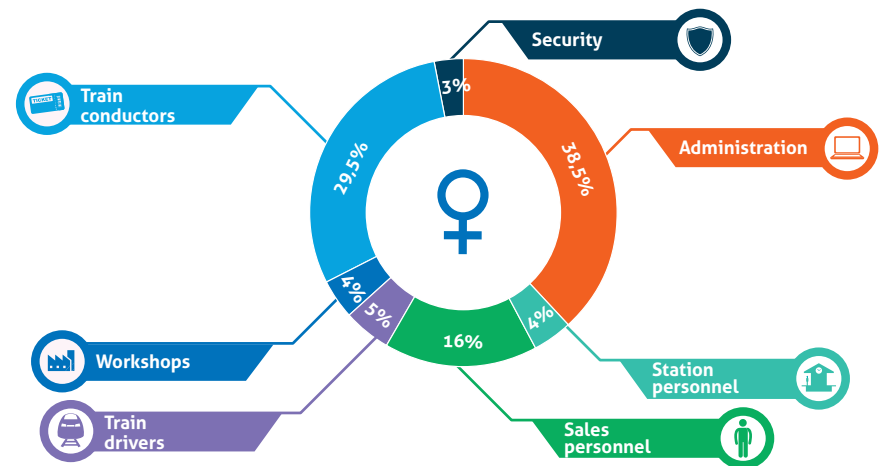 Security
3%
Train
conductors
TICKET
29,5%
38,5%
Administration
4%
5%
16%
4%
Workshops
Station
personnel
Train
drivers
Sales
personnel